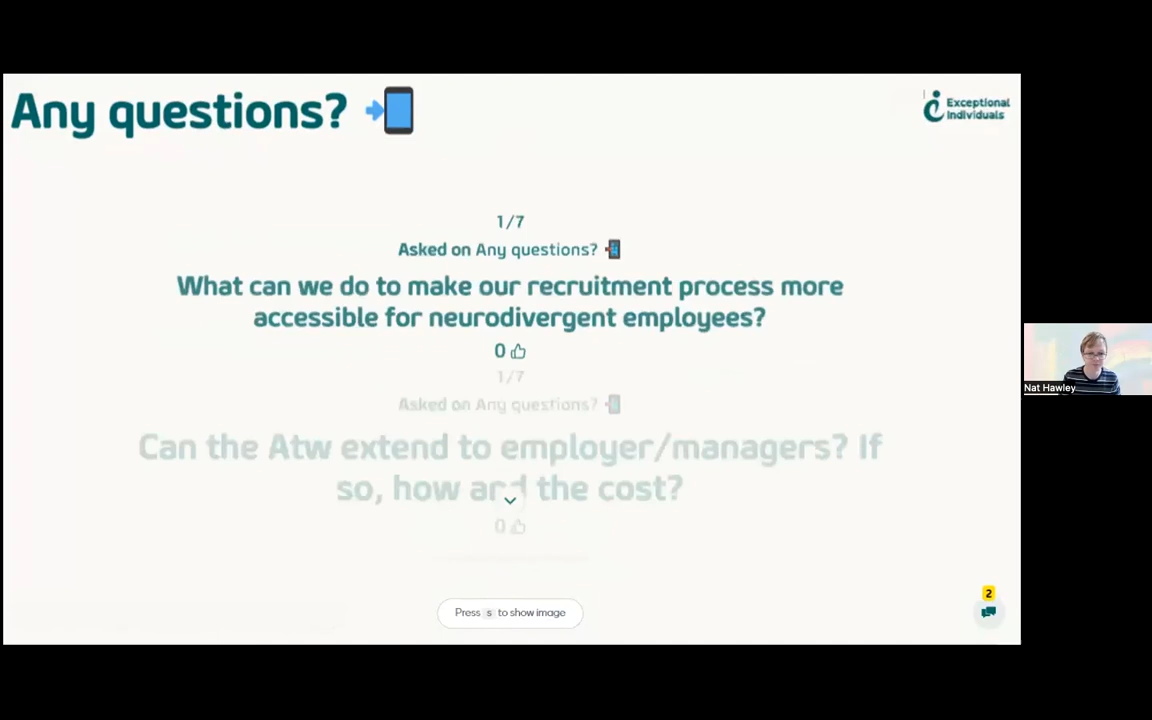 Any questions?
Exceptional
Individuals
1/7
Asked on Any questions?
What can we do to make our recruitment process more
accessible for neurodivergent employees?
0
1/7
Asked on Any questions?
Can the Atw extend to employer/managers? If
so, how and the cost?
0
Press s to show image
2
Nat Hawley